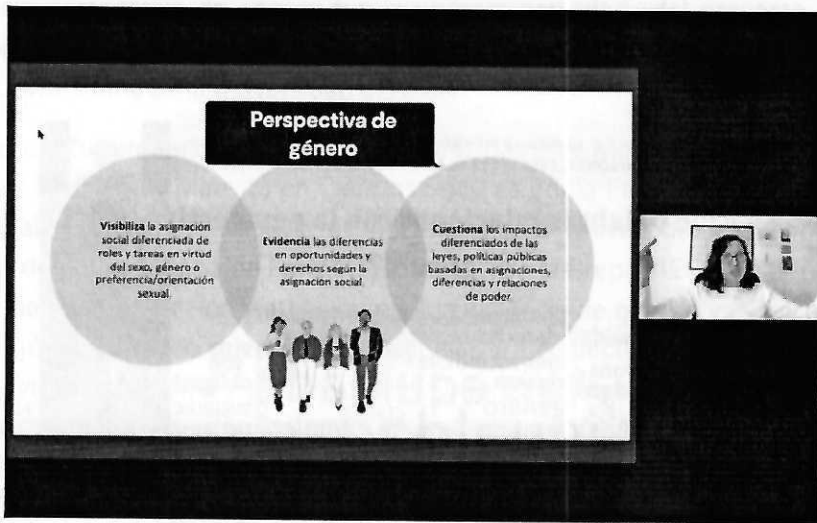 Perspectiva de
género
Visibiliza la asignación
social diferenciada de
roles y tareas en virtud
del sexo, género o
preferencia/orientación
sexual.
Evidencia las diferencias
en oportunidades y
derechos según la
asignación social.
Cuestiona los impactos
diferenciados de las
leyes, políticas públicas
basadas en asignaciones,
diferencias y relaciones
de poder